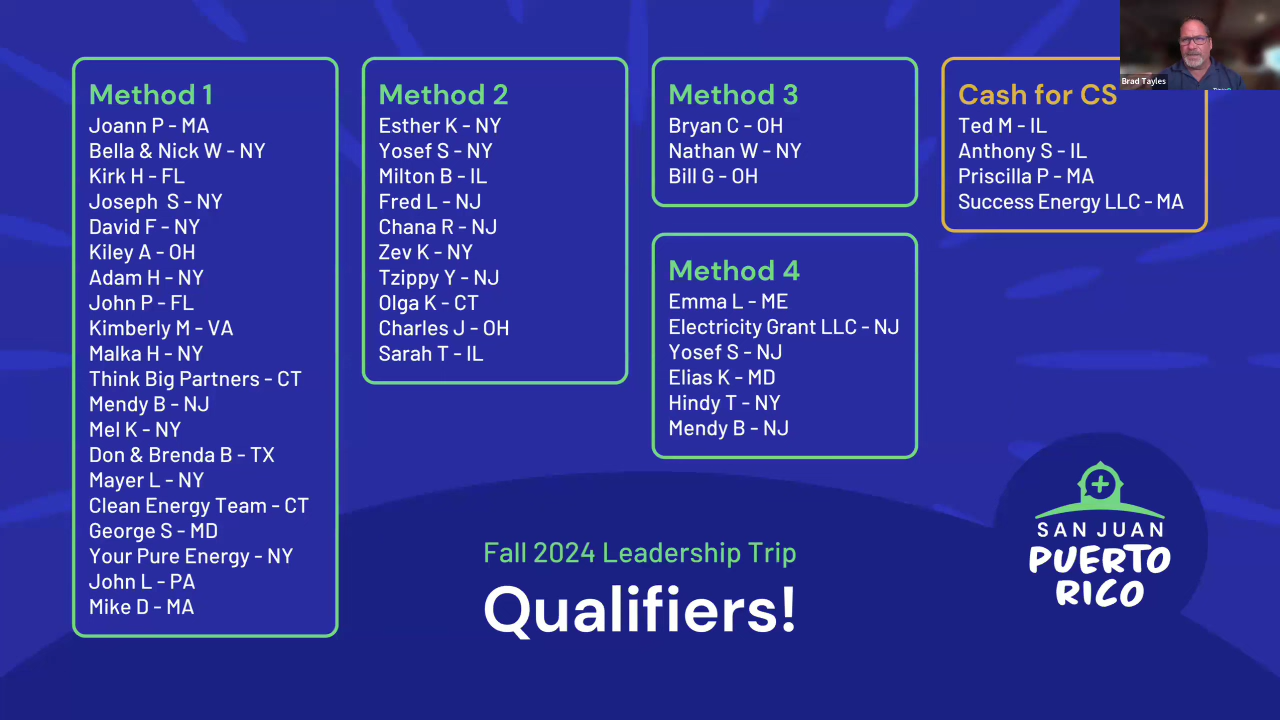 Method 1
Joann P - MA
Bella & Nick W - NY
Kirk H - FL
Joseph S - NY
David F - NY
Kiley A - OH
Adam H - NY
John P - FL
Kimberly M - VA
Malka H - NY
Think Big Partners - CT
Mendy B - NJ
Mel K - NY
Don & Brenda B - TX
Mayer L - NY
Clean Energy Team - CT
George S - MD
Your Pure Energy - NY
John L - PA
Mike D - MA
Method 2
Esther K - NY
Yosef S - NY
Milton B - IL
Fred L - NJ
Chana R - NJ
Zev K - NY
Tzippy Y - NJ
Olga K - CT
Charles J - OH
Sarah T - IL
Method 3
Bryan C - OH
Nathan W - NY
Bill G - OH
Method 4
Emma L - ME
Electricity Grant LLC - NJ
Yosef S - NJ
Elias K - MD
Hindy T - NY
Mendy B - NJ
Cash for CS
Ted M - IL
Anthony S - IL
Priscilla P - MA
Success Energy LLC - MA
Brad Tayles
Fall 2024 Leadership Trip
Qualifiers!
SAN JUAN
PUERTO
RICO